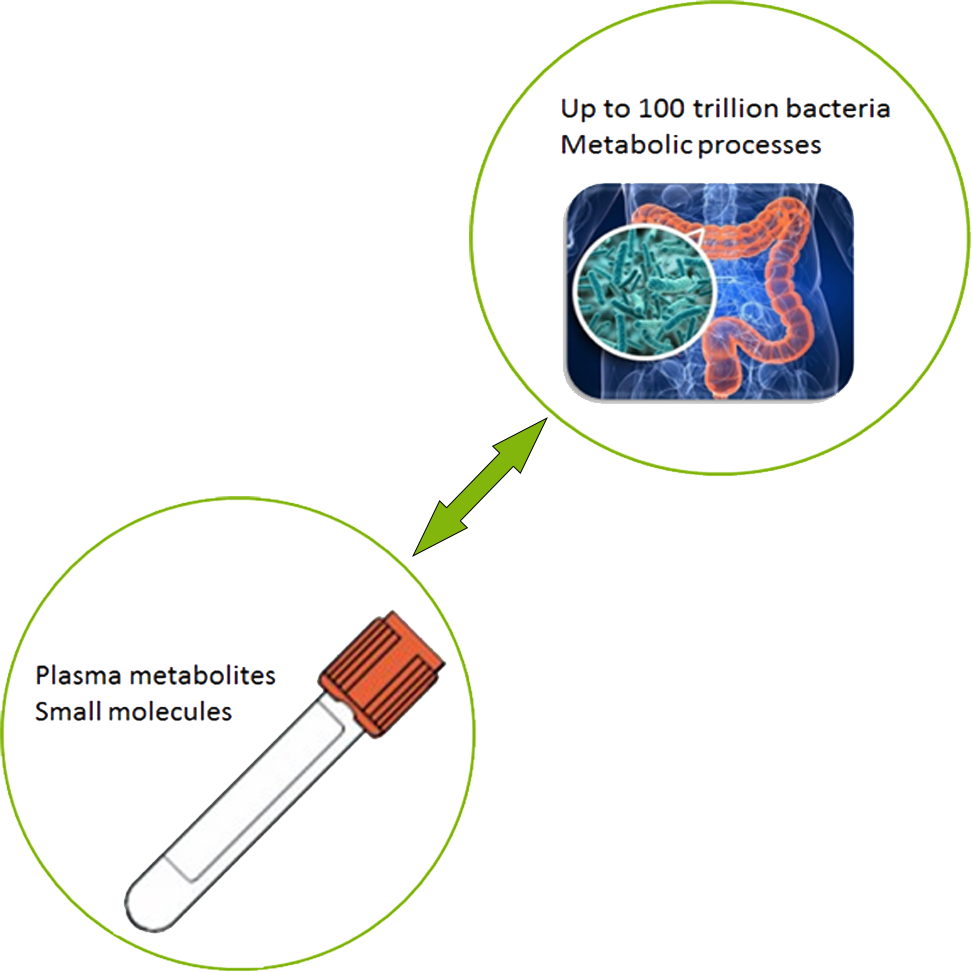 Up to 100 trillion bacteria
Metabolic processes
Plasma metabolites
Small molecules